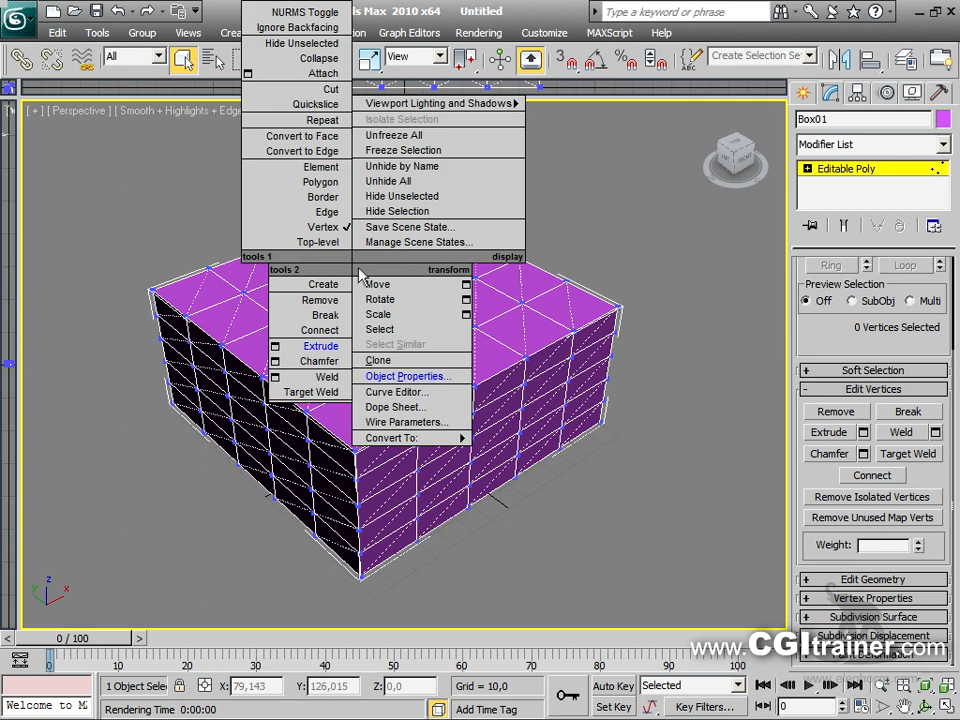 ds Max 2010 x64 Untitled
Type a keyword or phrase
Edit Tools Group Views Graph Editors Rendering Customize MAXScript Help
All View Create Selection Se
NURMS Toggle
Ignore Backfacing
Hide Unselected
Collapse
Attach
Cut
Quickslice
Repeat
Convert to Face
Convert to Edge
Element
Polygon
Border
Edge
Vertex
Top-level
tools 1
Viewport Lighting and Shadows
Isolate Selection
Unfreeze All
Freeze Selection
Unhide by Name
Unhide All
Hide Unselected
Hide Selection
Save Scene State...
Manage Scene States...
display
tools 2
Create
Remove
Break
Connect
Extrude
Chamfer
Weld
Target Weld
transform
Move
Rotate
Scale
Select
Select Similar
Clone
Object Properties...
Curve Editor...
Dope Sheet...
Wire Parameters...
Convert To:
[ + ] [ Perspective ] [ Smooth + Highlights + Edg
Box01
Modifier List
Editable Poly
Ring Loop
Preview Selection
Off SubObj Multi
0 Vertices Selected
+ Soft Selection
- Edit Vertices
Remove Break
Extrude Weld
Chamfer Target Weld
Connect
Remove Isolated Vertices
Remove Unused Map Verts
Weight:
+ Edit Geometry
+ Vertex Properties
+ Subdivision Surface
+ Subdivision Displacement
z
y x
www.CGItrainer.com
< 0 / 100 >
0 10 20 30 40 50 60 70 80 90 100
1 Object Selec X: 79,143 Y: 126,015 Z: 0,0 Grid = 10,0 Auto Key Selected
Welcome to M Rendering Time 0:00:00 Add Time Tag Set Key Key Filters... 0